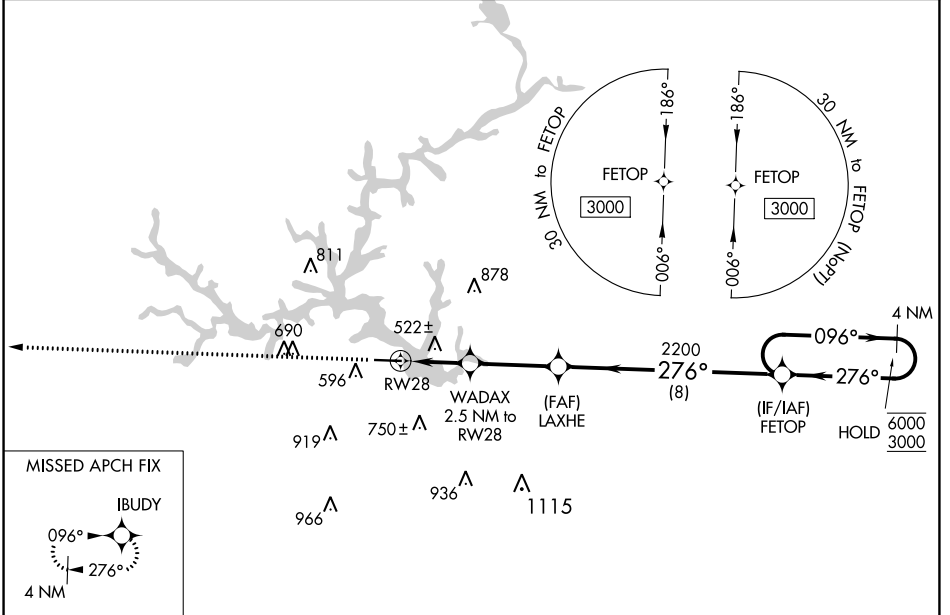 30 NM to FETOP
186°
FETOP
3000
006°
30 NM to FETOP (NoPT)
186°
FETOP
3000
006°
811
878
690
522±
596
RW28
WADAX
2.5 NM to
RW28
(FAF)
LAXHE
2200
276°
(8)
096°
4 NM
276°
(IF/IAF)
FETOP
HOLD
6000
3000
919
750±
936
1115
966
MISSED APCH FIX
IBUDY
096°
276°
4 NM